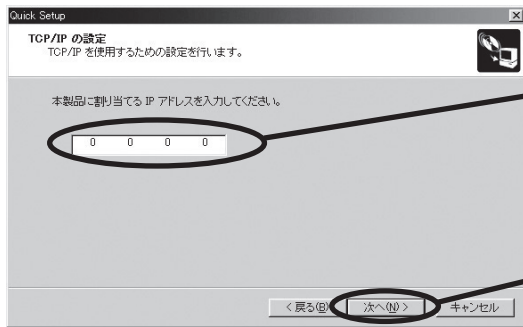 Quick Setup
TCP/IP の設定
TCP/IP を使用するための設定を行います。
本製品に割り当てる IP アドレスを入力してください。
0 0 0 0
< 戻る(B) 次へ(N) > キャンセル